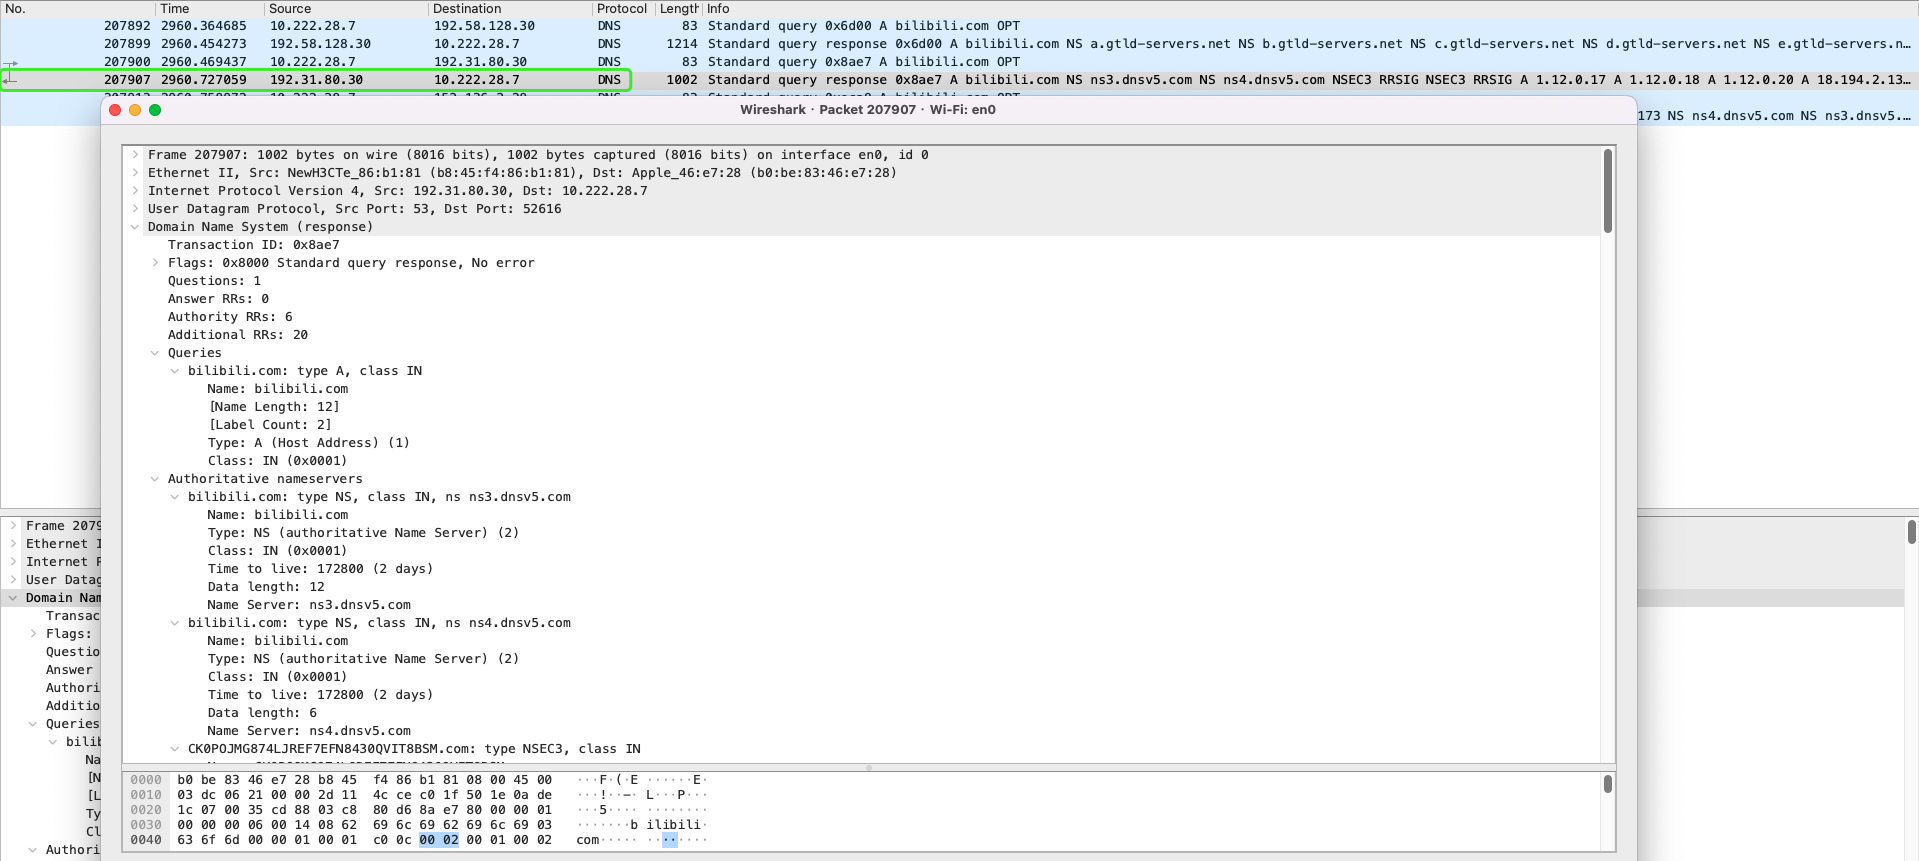 No. Time Source Destination Protocol Length Info
207892 2960.364685 10.222.28.7 192.58.128.30 DNS 83 Standard query 0x6d00 A bilibili.com OPT
207899 2960.454273 192.58.128.30 10.222.28.7 DNS 1214 Standard query response 0x6d00 A bilibili.com NS a.gtld-servers.net NS b.gtld-servers.net NS c.gtld-servers.net NS d.gtld-servers.net NS e.gtld-servers.n…
207900 2960.469437 10.222.28.7 192.31.80.30 DNS 83 Standard query 0x8ae7 A bilibili.com OPT
207907 2960.727059 192.31.80.30 10.222.28.7 DNS 1002 Standard query response 0x8ae7 A bilibili.com NS ns3.dnsv5.com NS ns4.dnsv5.com NSEC3 RRSIG NSEC3 RRSIG A 1.12.0.17 A 1.12.0.18 A 1.12.0.20 A 18.194.2.13…
173 NS ns4.dnsv5.com NS ns3.dnsv5.…
Wireshark · Packet 207907 · Wi-Fi: en0
Frame 207907: 1002 bytes on wire (8016 bits), 1002 bytes captured (8016 bits) on interface en0, id 0
Ethernet II, Src: NewH3CTe_86:b1:81 (b8:45:f4:86:b1:81), Dst: Apple_46:e7:28 (b0:be:83:46:e7:28)
Internet Protocol Version 4, Src: 192.31.80.30, Dst: 10.222.28.7
User Datagram Protocol, Src Port: 53, Dst Port: 52616
Domain Name System (response)
Transaction ID: 0x8ae7
Flags: 0x8000 Standard query response, No error
Questions: 1
Answer RRs: 0
Authority RRs: 6
Additional RRs: 20
Queries
bilibili.com: type A, class IN
Name: bilibili.com
[Name Length: 12]
[Label Count: 2]
Type: A (Host Address) (1)
Class: IN (0x0001)
Authoritative nameservers
bilibili.com: type NS, class IN, ns ns3.dnsv5.com
Name: bilibili.com
Type: NS (authoritative Name Server) (2)
Class: IN (0x0001)
Time to live: 172800 (2 days)
Data length: 12
Name Server: ns3.dnsv5.com
bilibili.com: type NS, class IN, ns ns4.dnsv5.com
Name: bilibili.com
Type: NS (authoritative Name Server) (2)
Class: IN (0x0001)
Time to live: 172800 (2 days)
Data length: 6
Name Server: ns4.dnsv5.com
CK0POJMG874LJREF7EFN8430QVIT8BSM.com: type NSEC3, class IN
0000 b0 be 83 46 e7 28 b8 45 f4 86 b1 81 08 00 45 00 ···F·(·E ······E·
0010 03 dc 06 21 00 00 2d 11 4c ce c0 1f 50 1e 0a de ···!··-· L···P···
0020 1c 07 00 35 cd 88 03 c8 80 d6 8a e7 80 00 00 01 ···5···· ········
0030 00 00 00 06 00 14 08 62 69 6c 69 62 69 6c 69 03 ·······b ilibili·
0040 63 6f 6d 00 00 01 00 01 c0 0c 00 02 00 01 00 02 com····· ········
Frame 2079
Ethernet I
Internet P
User Datag
Domain Nam
Transac
Flags:
Questio
Answer
Authori
Additio
Queries
bilib
Na
[N
[L
Ty
Cl
Authori